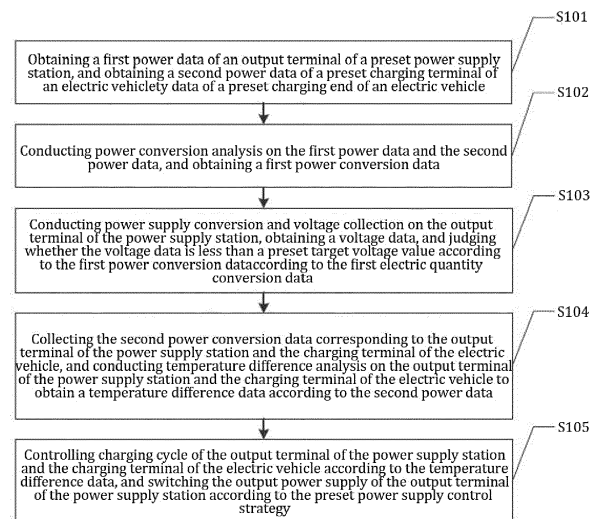 S101
Obtaining a first power data of an output terminal of a preset power supply
station, and obtaining a second power data of a preset charging terminal of
an electric vehiclety data of a preset charging end of an electric vehicle
S102
Conducting power conversion analysis on the first power data and the second
power data, and obtaining a first power conversion data
S103
Conducting power supply conversion and voltage collection on the output
terminal of the power supply station, obtaining a voltage data, and judging
whether the voltage data is less than a preset target voltage value according
to the first power conversion dataccording to the first electric quantity
conversion data
S104
Collecting the second power conversion data corresponding to the output
terminal of the power supply station and the charging terminal of the electric
vehicle, and conducting temperature difference analysis on the output terminal
of the power supply station and the charging terminal of the electric vehicle to
obtain a temperature difference data according to the second power data
S105
Controlling charging cycle of the output terminal of the power supply station
and the charging terminal of the electric vehicle according to the temperature
difference data, and switching the output power supply of the output terminal
of the power supply station according to the preset power supply control
strategy